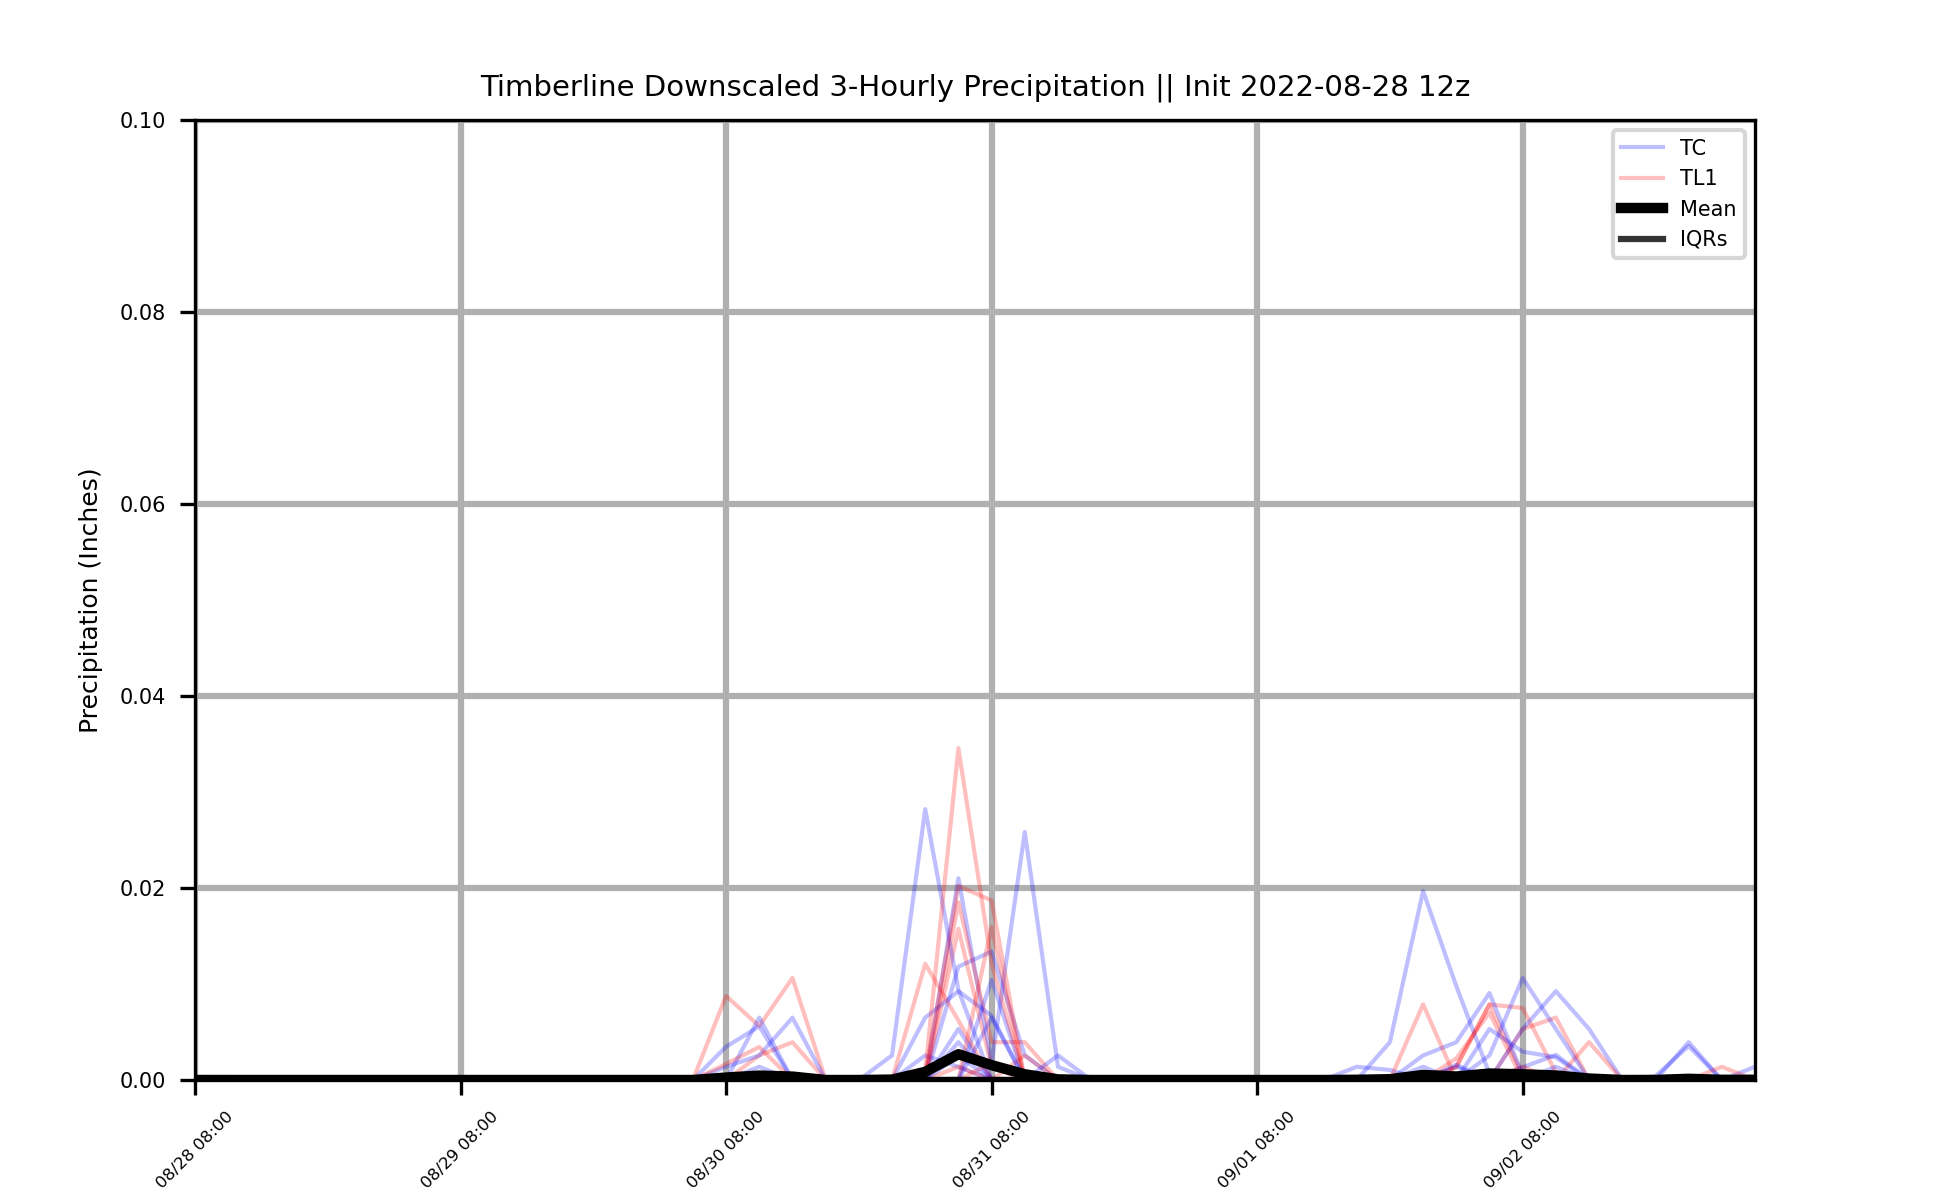 Timberline Downscaled 3-Hourly Precipitation || Init 2022-08-28 12z
TC
TL1
Mean
IQRs
Precipitation (Inches)
0.10
0.08
0.06
0.04
0.02
0.00
08/28 08:00
08/29 08:00
08/30 08:00
08/31 08:00
09/01 08:00
09/02 08:00